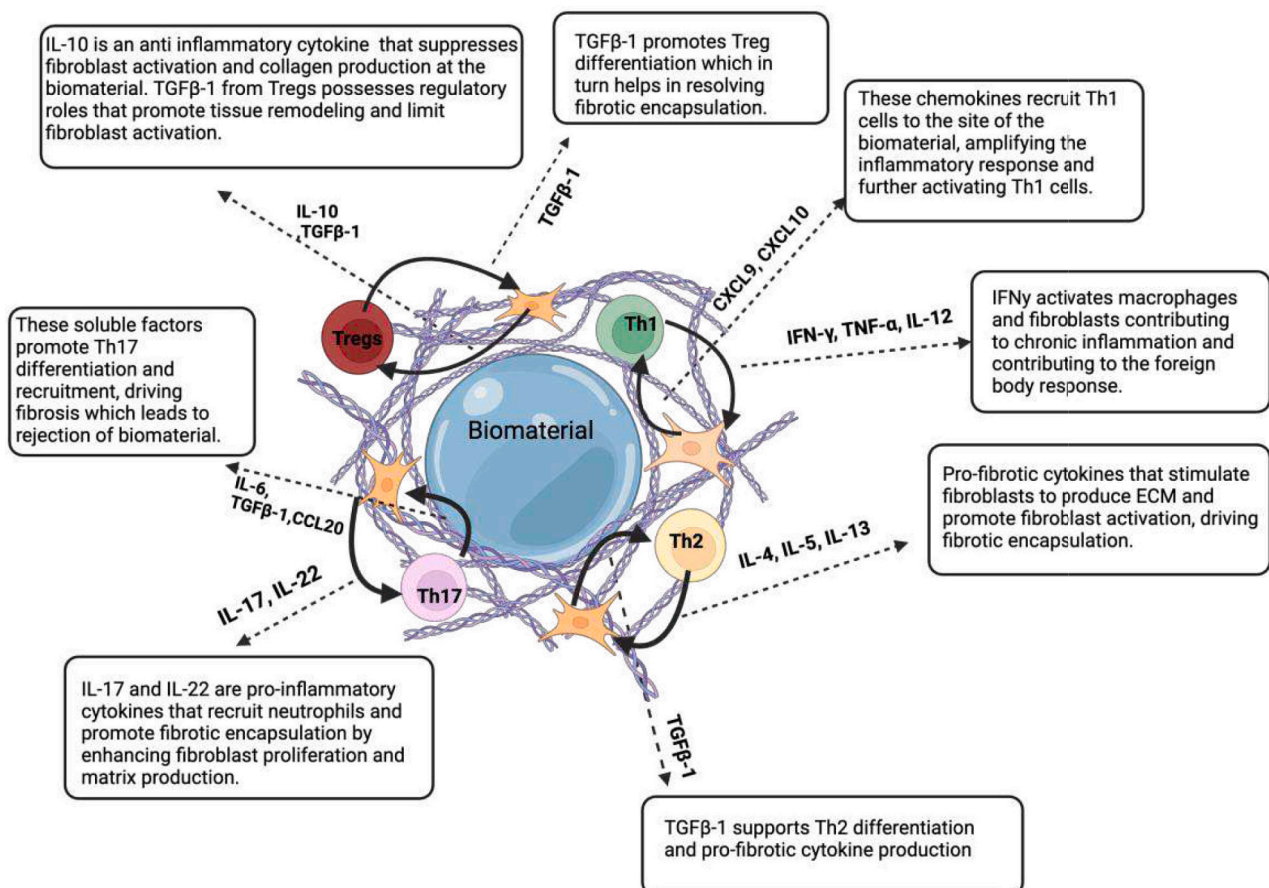 IL-10 is an anti inflammatory cytokine that suppresses
fibroblast activation and collagen production at the
biomaterial. TGFβ-1 from Tregs possesses regulatory
roles that promote tissue remodeling and limit
fibroblast activation.
TGFβ-1 promotes Treg
differentiation which in
turn helps in resolving
fibrotic encapsulation.
These chemokines recruit Th1
cells to the site of the
biomaterial, amplifying the
inflammatory response and
further activating Th1 cells.
IL-10
,TGFβ-1
TGFβ-1
CXCL9, CXCL10
These soluble factors
promote Th17
differentiation and
recruitment, driving
fibrosis which leads to
rejection of biomaterial.
Tregs
Th1
IFN-γ, TNF-α, IL-12
IFNy activates macrophages
and fibroblasts contributing
to chronic inflammation and
contributing to the foreign
body response.
Biomaterial
IL-6,
TGFβ-1,CCL20
Th2
Th17
IL-4, IL-5, IL-13
Pro-fibrotic cytokines that stimulate
fibroblasts to produce ECM and
promote fibroblast activation, driving
fibrotic encapsulation.
IL-17, IL-22
IL-17 and IL-22 are pro-inflammatory
cytokines that recruit neutrophils and
promote fibrotic encapsulation by
enhancing fibroblast proliferation and
matrix production.
TGFβ-1
TGFβ-1 supports Th2 differentiation
and pro-fibrotic cytokine production